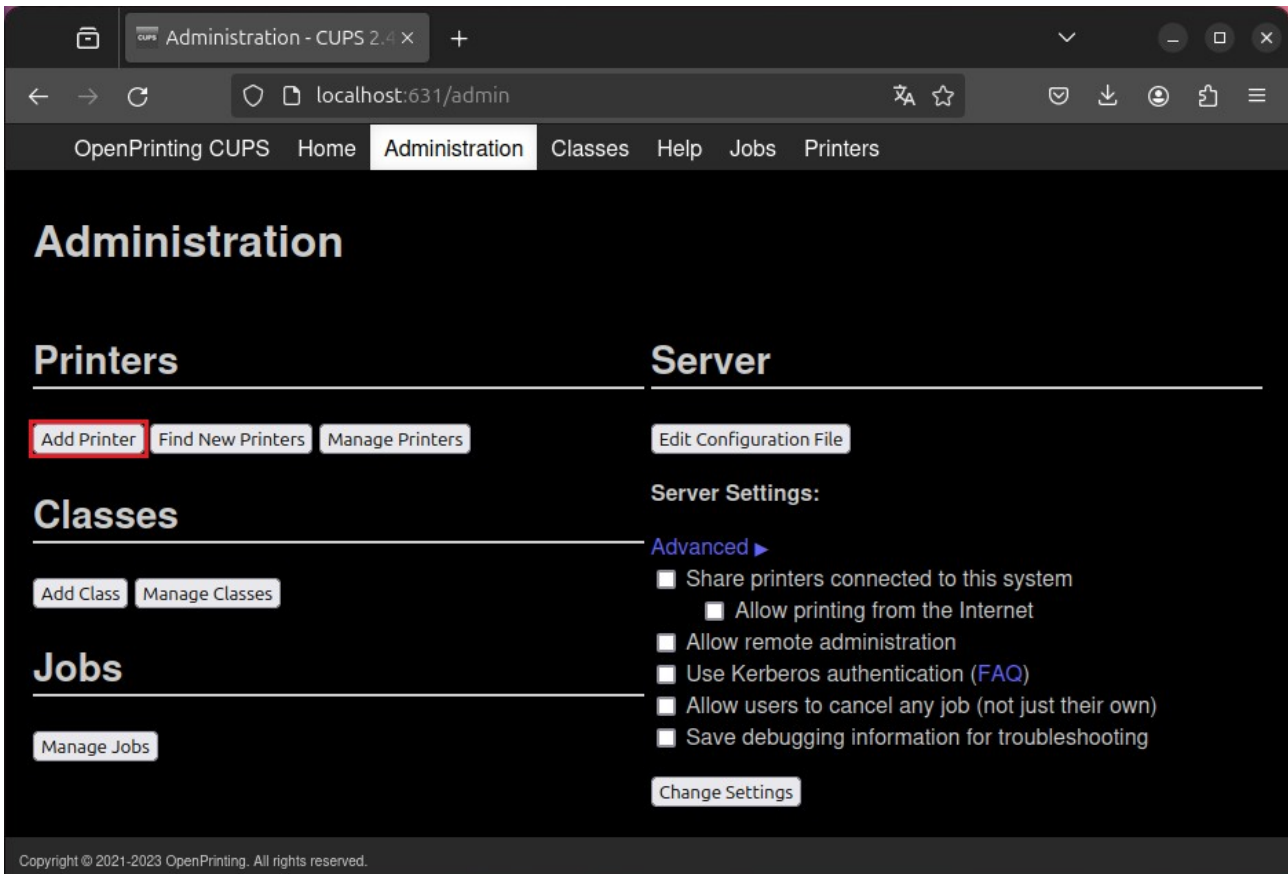 Administration - CUPS 2.4
localhost:631/admin
OpenPrinting CUPS Home Administration Classes Help Jobs Printers
Administration
Printers
Add Printer Find New Printers Manage Printers
Classes
Add Class Manage Classes
Jobs
Manage Jobs
Server
Edit Configuration File
Server Settings:
Advanced ▶
Share printers connected to this system
Allow printing from the Internet
Allow remote administration
Use Kerberos authentication (FAQ)
Allow users to cancel any job (not just their own)
Save debugging information for troubleshooting
Change Settings
Copyright © 2021-2023 OpenPrinting. All rights reserved.